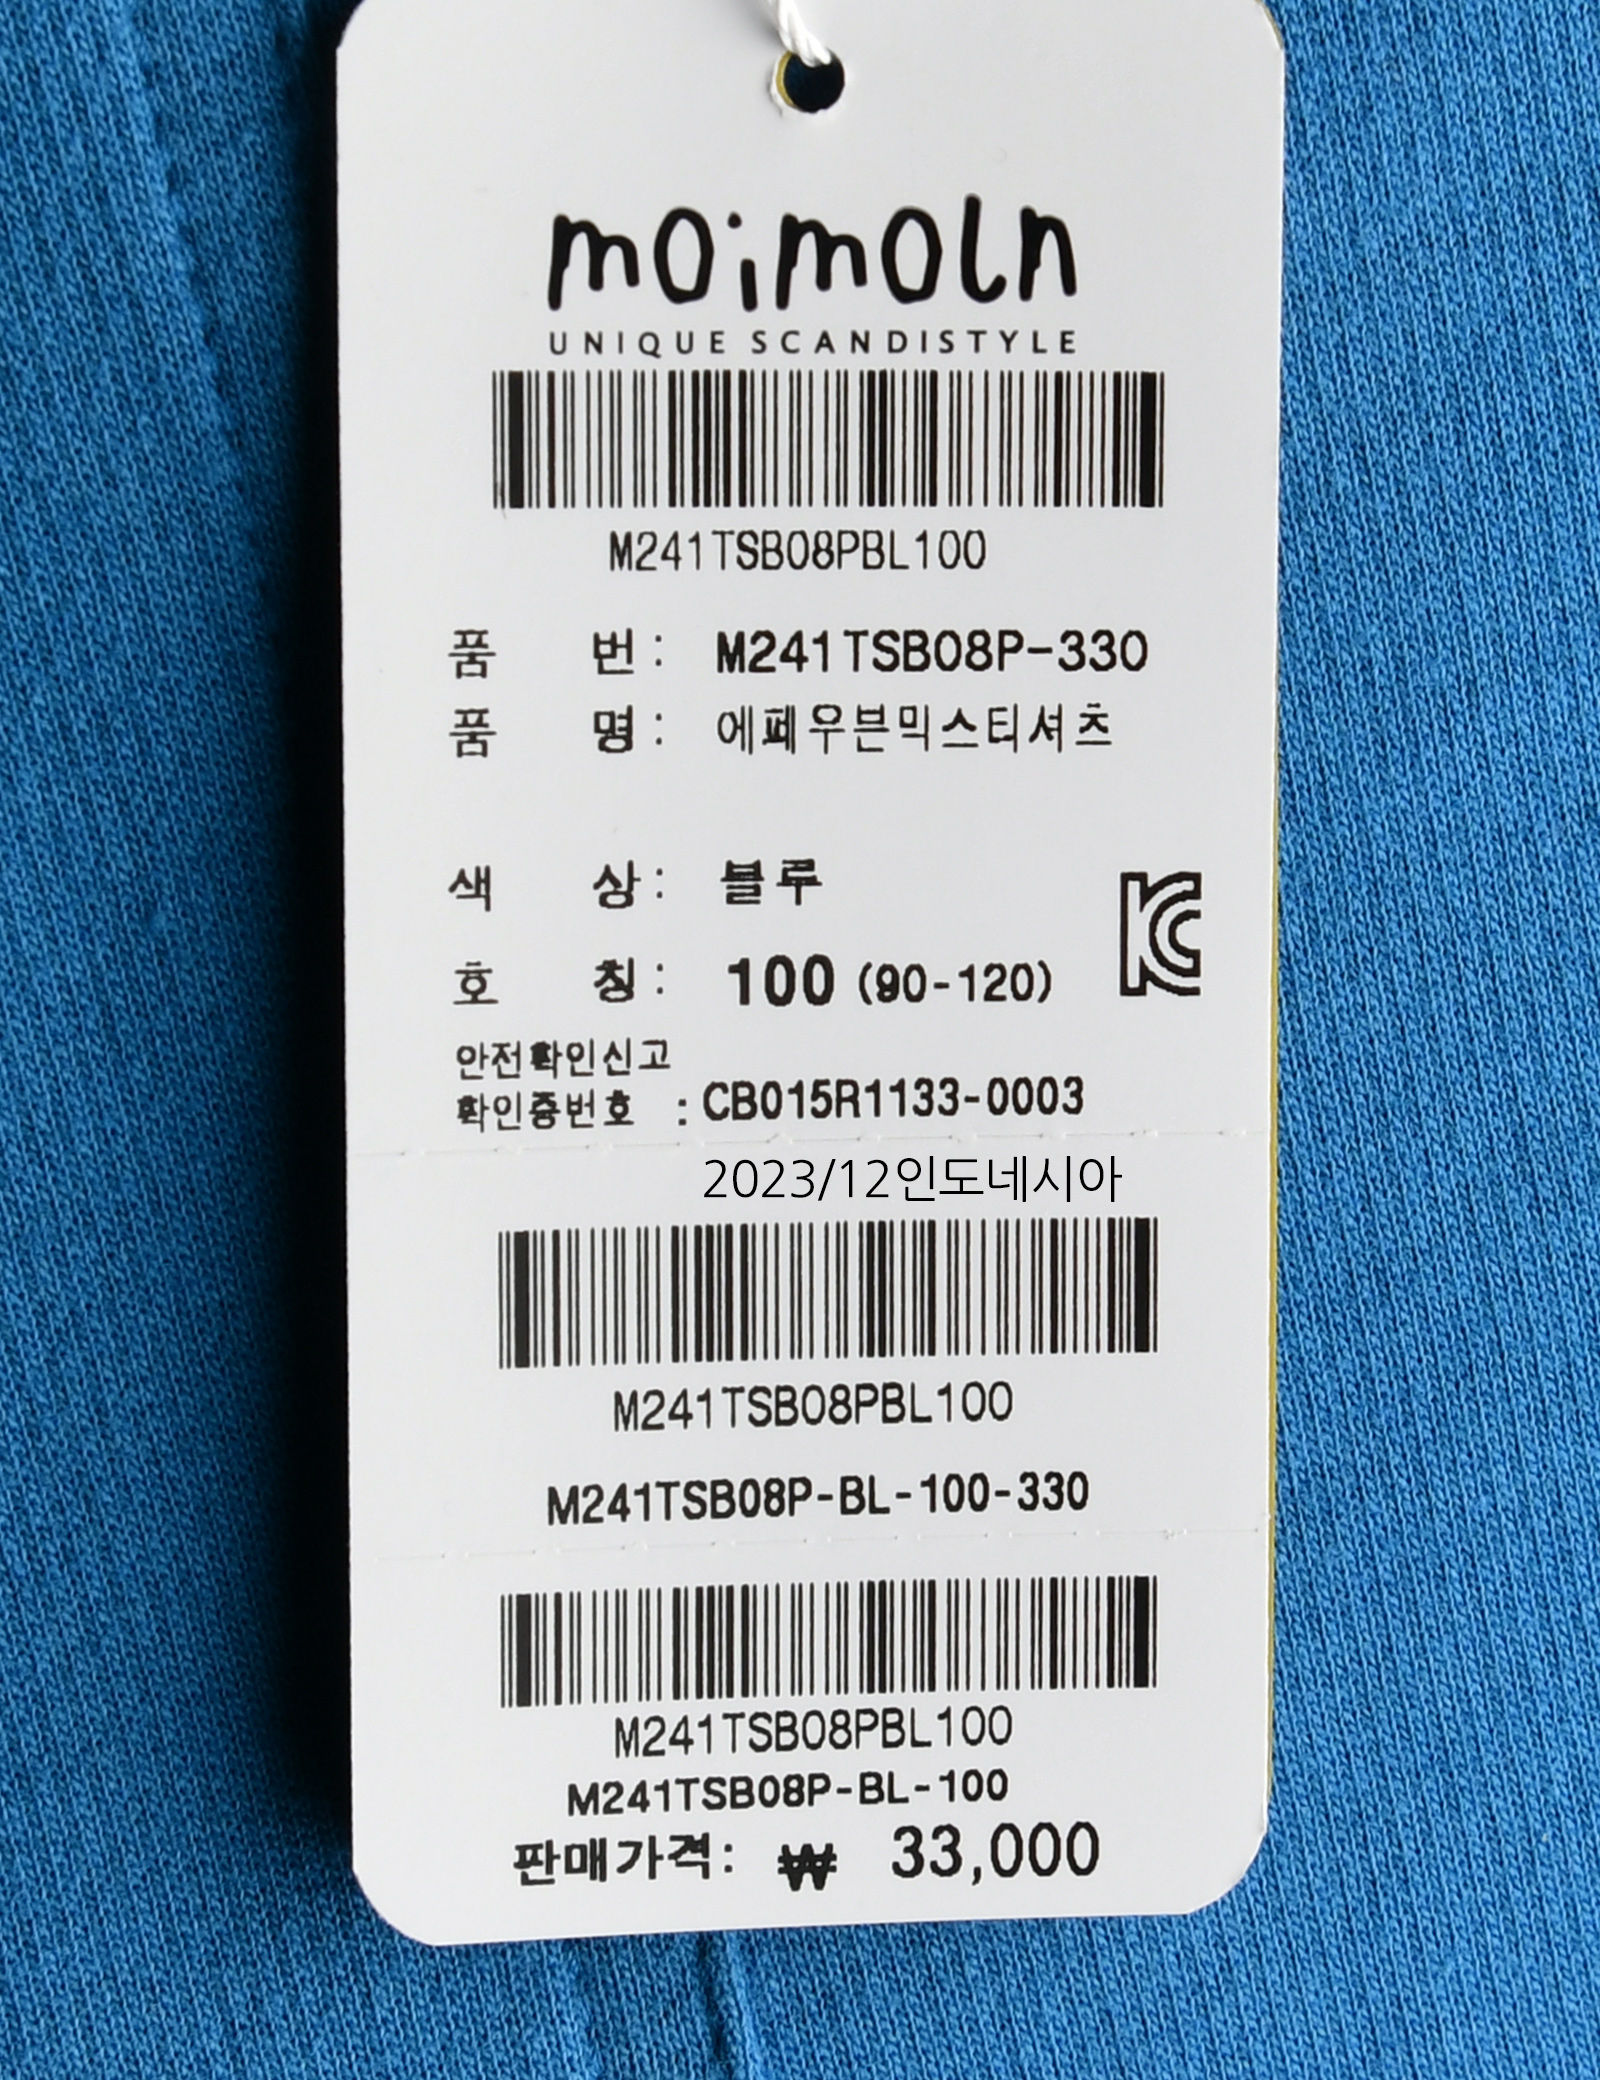 moimoln
UNIQUE SCANDISTYLE
M241TSB08PBL100
품 번 : M241TSB08P-330
품 명 : 에페우븐믹스티셔츠
색 상 : 블루
호 칭 : 100 (90-120)
안전확인신고
확인증번호 : CB015R1133-0003
2023/12인도네시아
M241TSB08PBL100
M241TSB08P-BL-100-330
M241TSB08PBL100
M241TSB08P-BL-100
판매가격: ₩ 33,000